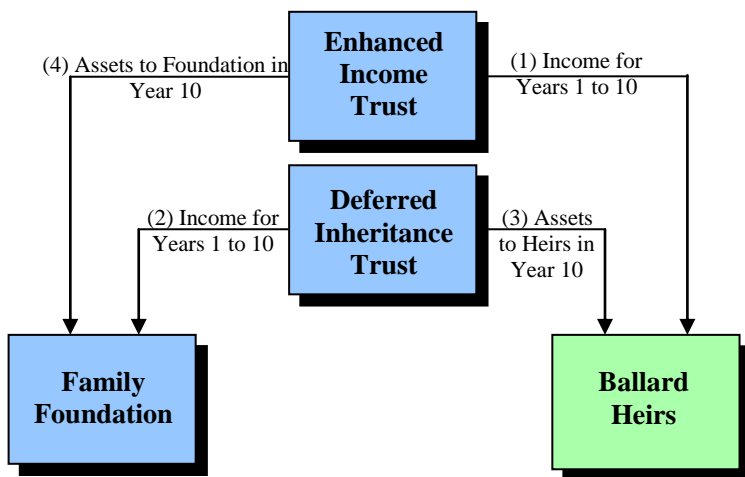 Enhanced
Income
Trust
(4) Assets to Foundation in
Year 10
(1) Income for
Years 1 to 10
Deferred
Inheritance
Trust
(2) Income for
Years 1 to 10
(3) Assets
to Heirs in
Year 10
Family
Foundation
Ballard
Heirs